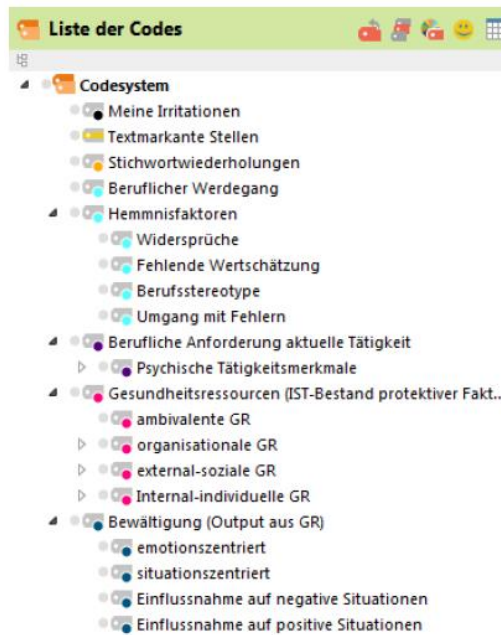 Liste der Codes
Codesystem
Meine Irritationen
Textmarkante Stellen
Stichwortwiederholungen
Beruflicher Werdegang
Hemmnisfaktoren
Widersprüche
Fehlende Wertschätzung
Berufsstereotype
Umgang mit Fehlern
Berufliche Anforderung aktuelle Tätigkeit
Psychische Tätigkeitsmerkmale
Gesundheitsressourcen (IST-Bestand protektiver Fakt..
ambivalente GR
organisationale GR
external-soziale GR
Internal-individuelle GR
Bewältigung (Output aus GR)
emotionszentriert
situationszentriert
Einflussnahme auf negative Situationen
Einflussnahme auf positive Situationen